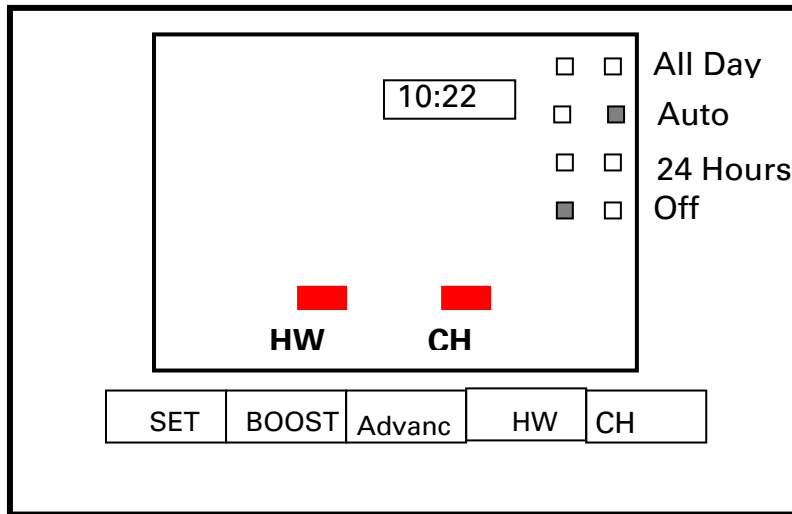 All Day
10:22
Auto
24 Hours
Off
HW CH
SET BOOST Advanc HW CH